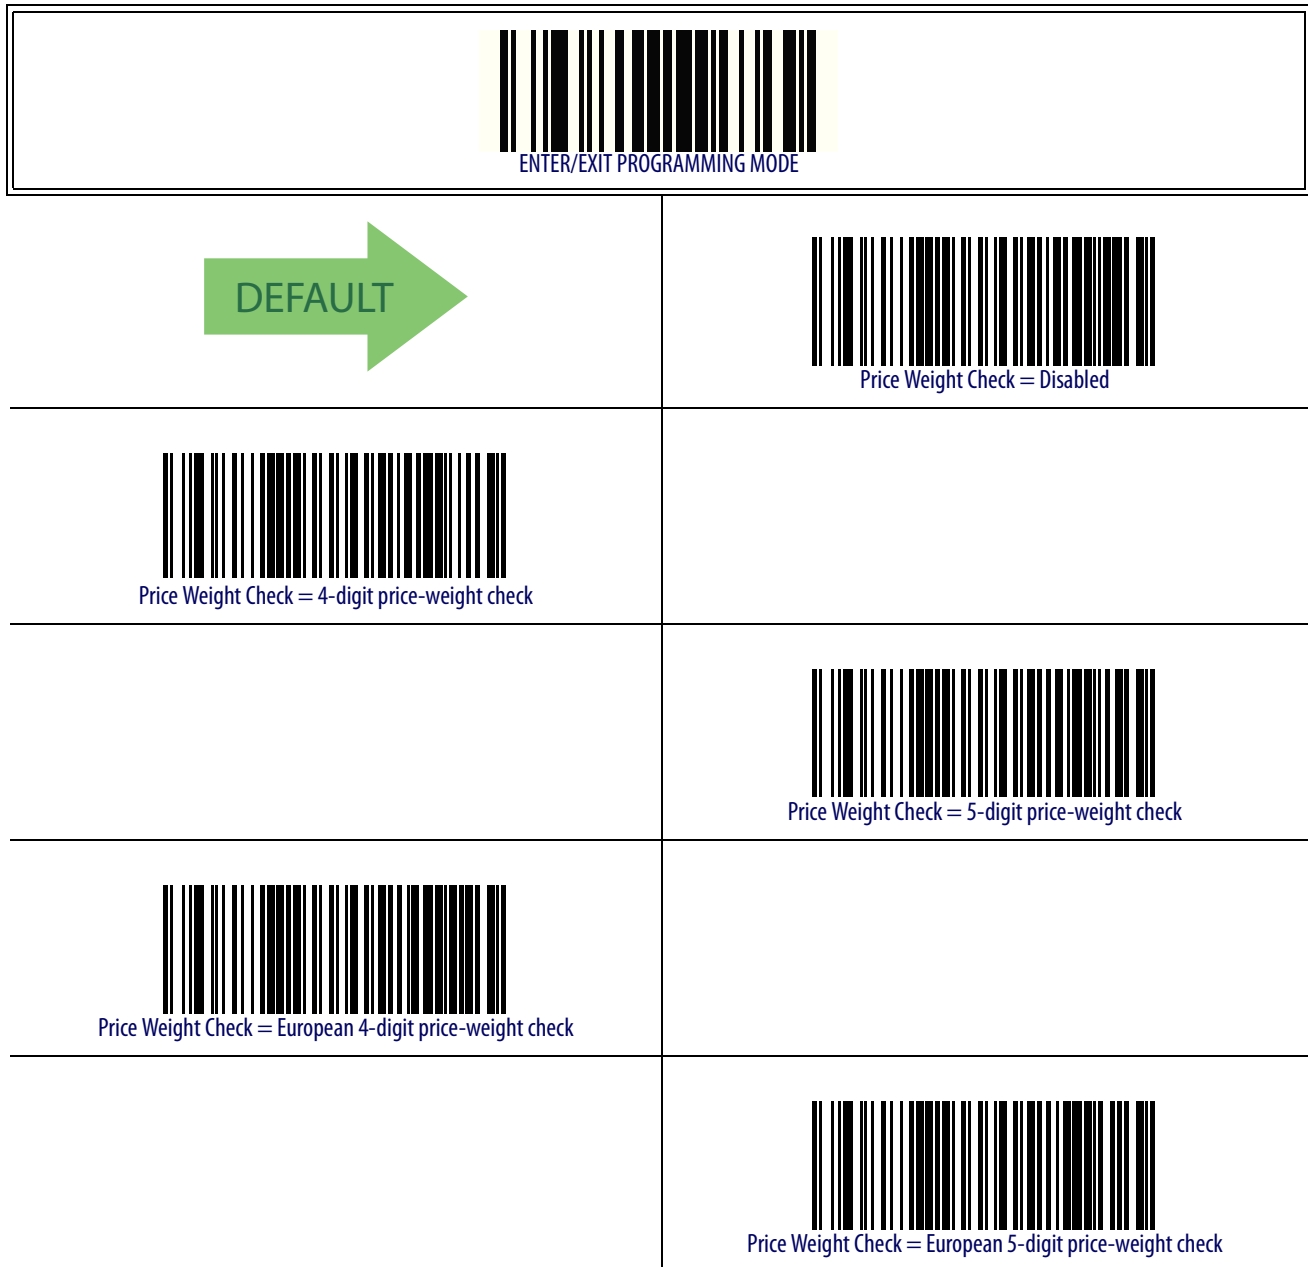 ENTER/EXIT PROGRAMMING MODE
DEFAULT
Price Weight Check = Disabled
Price Weight Check = 4-digit price-weight check
Price Weight Check = 5-digit price-weight check
Price Weight Check = European 4-digit price-weight check
Price Weight Check = European 5-digit price-weight check